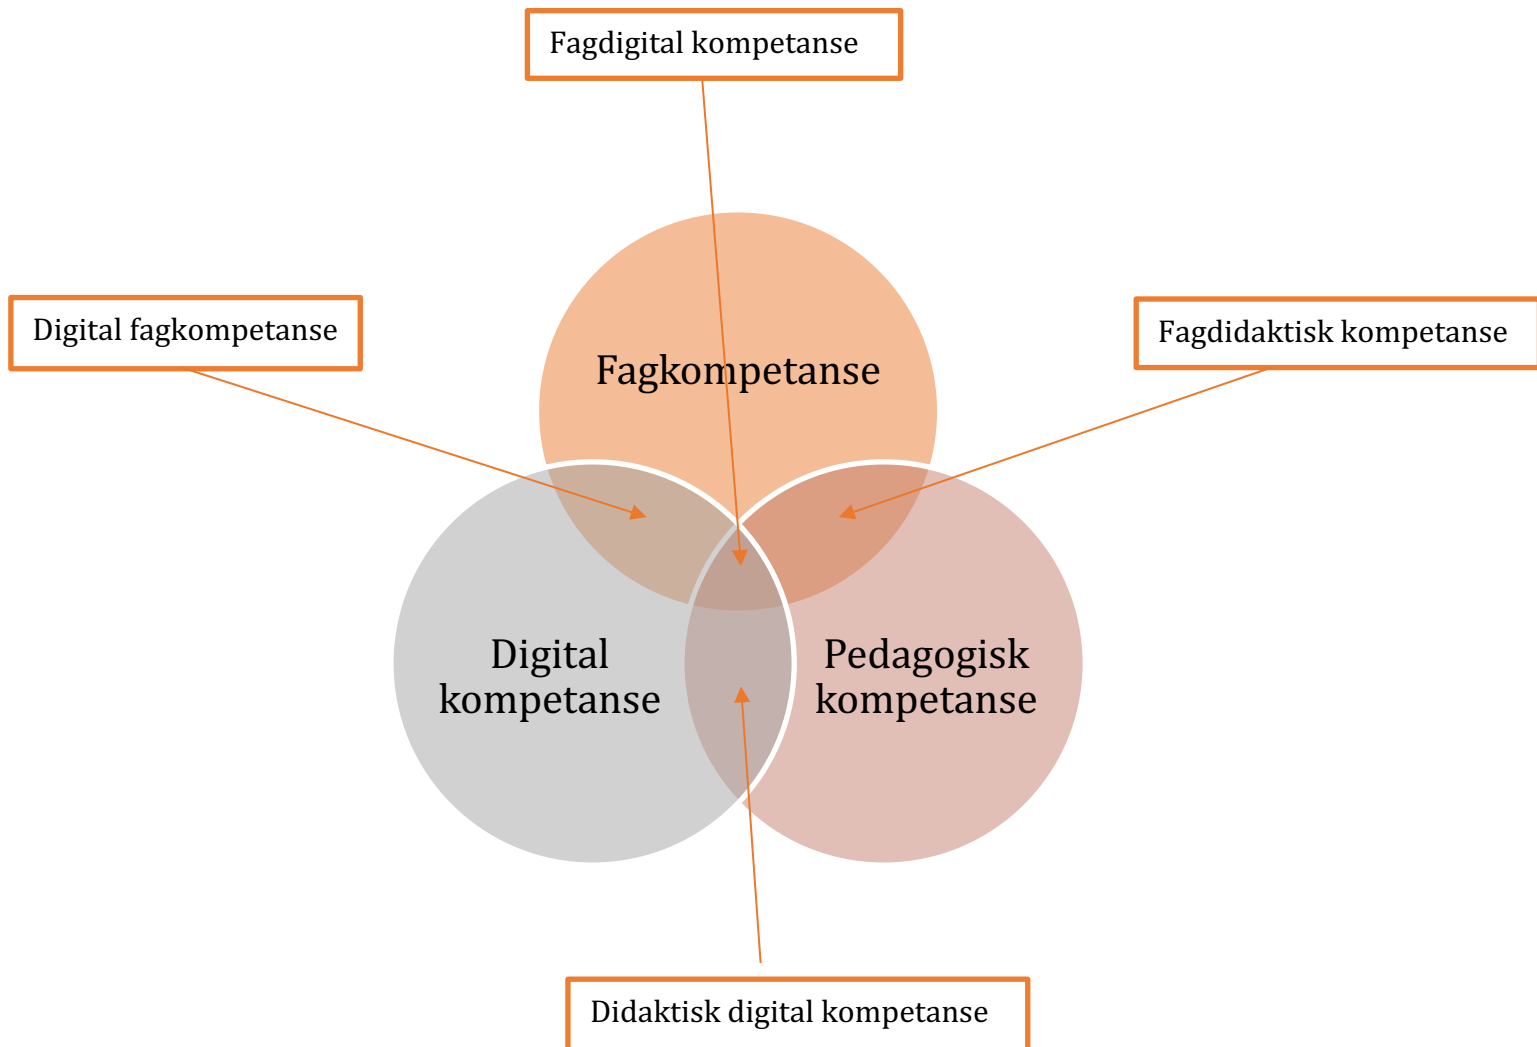 Fagdigital kompetanse
Digital fagkompetanse
Fagdidaktisk kompetanse
Fagkompetanse
Digital
kompetanse
Pedagogisk
kompetanse
Didaktisk digital kompetanse